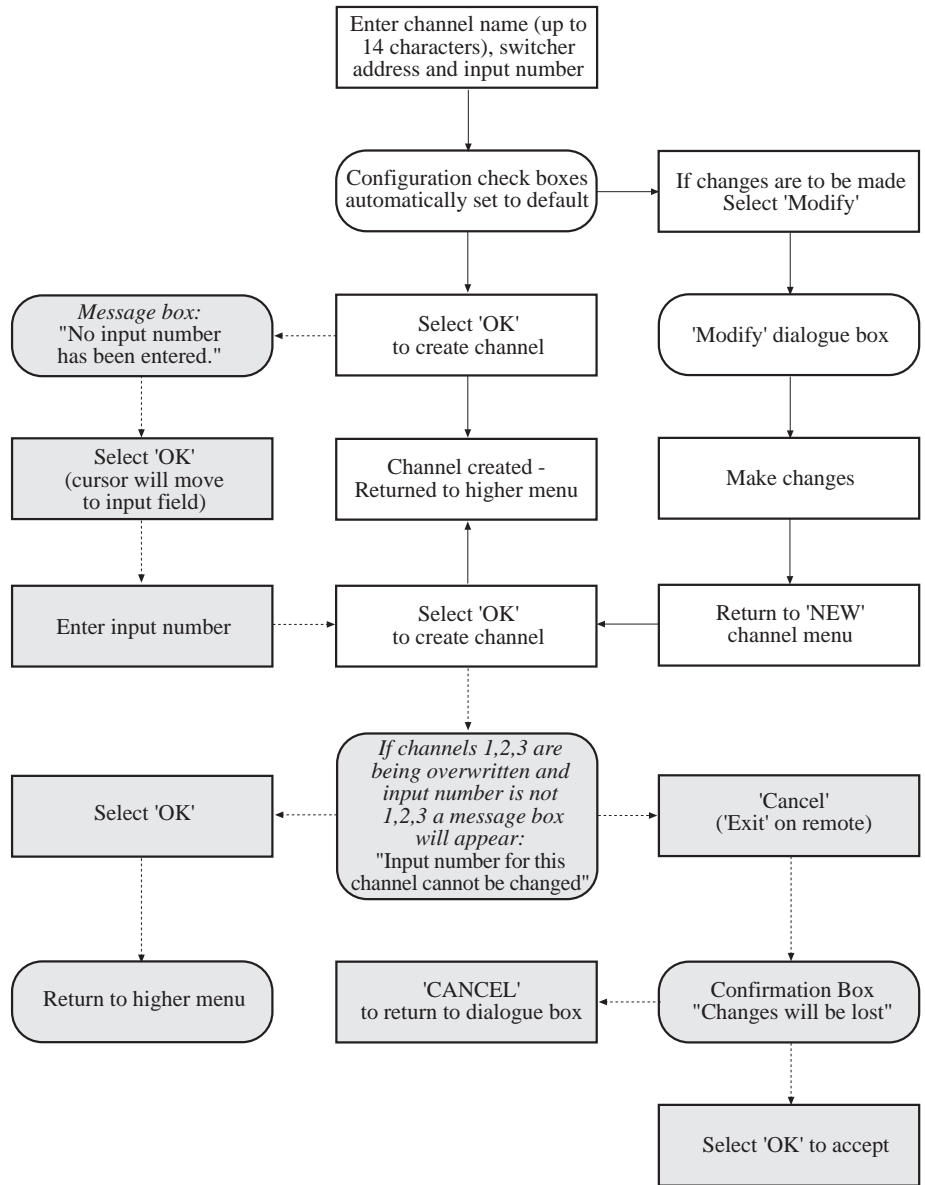 Enter channel name (up to
14 characters), switcher
address and input number
Configuration check boxes
automatically set to default
If changes are to be made
Select 'Modify'
Message box:
"No input number
has been entered."
Select 'OK'
to create channel
'Modify' dialogue box
Select 'OK'
(cursor will move
to input field)
Channel created -
Returned to higher menu
Make changes
Enter input number
Select 'OK'
to create channel
Return to 'NEW'
channel menu
Select 'OK'
If channels 1,2,3 are
being overwritten and
input number is not
1,2,3 a message box
will appear:
"Input number for this
channel cannot be changed"
'Cancel'
('Exit' on remote)
Return to higher menu
'CANCEL'
to return to dialogue box
Confirmation Box
"Changes will be lost"
Select 'OK' to accept